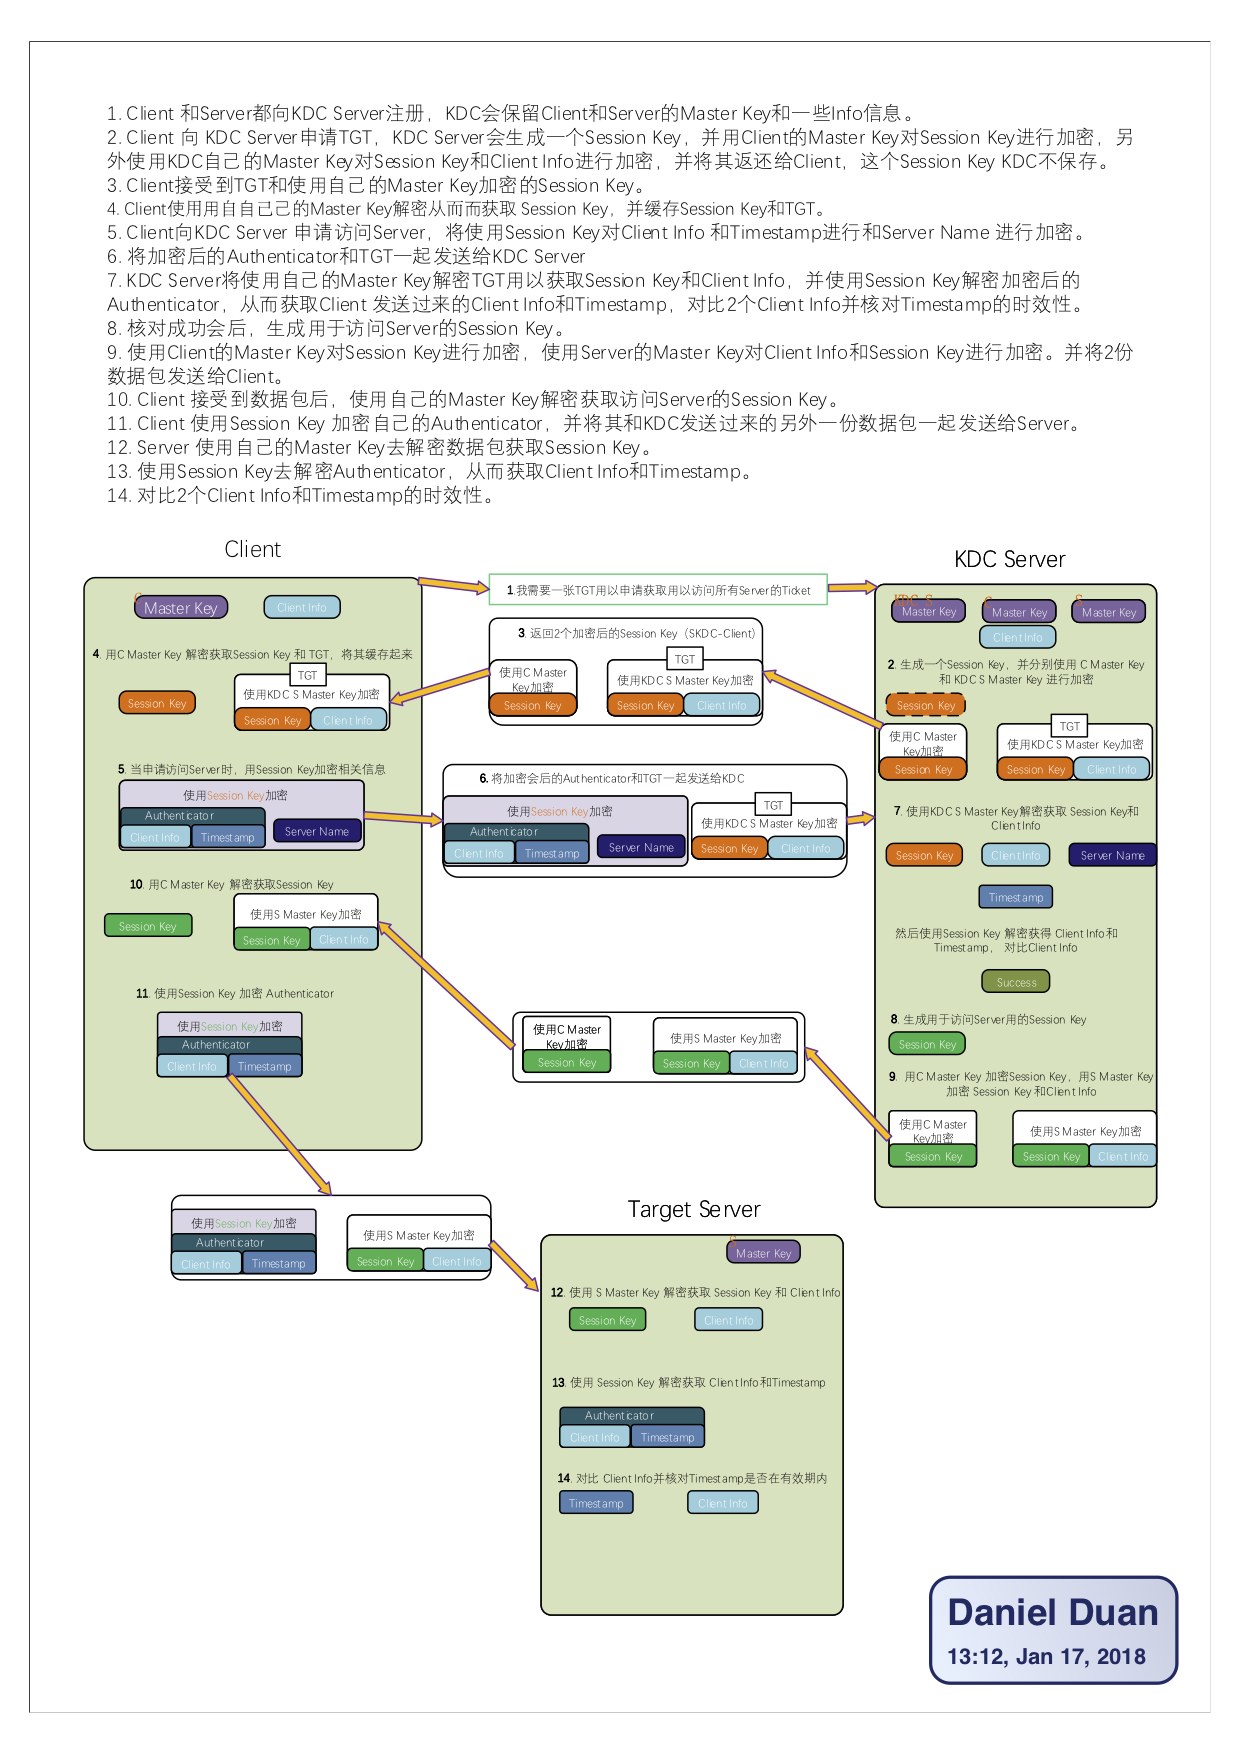 1. Client 和Server都向KDC Server注册，KDC会保留Client和Server的Master Key和一些Info信息。
2. Client 向 KDC Server申请TGT，KDC Server会生成一个Session Key，并用Client的Master Key对Session Key进行加密，另
外使用KDC自己的Master Key对Session Key和Client Info进行加密，并将其返还给Client，这个Session Key KDC不保存。
3. Client接受到TGT和使用自己的Master Key加密的Session Key。
4. Client使用用自自已己的Master Key解密从而而获取 Session Key，并缓存Session Key和TGT。
5. Client向KDC Server 申请访问Server，将使用Session Key对Client Info 和Timestamp进行和Server Name 进行加密。
6. 将加密后的Authenticator和TGT一起发送给KDC Server
7. KDC Server将使用自己的Master Key解密TGT用以获取Session Key和Client Info，并使用Session Key解密加密后的
Authenticator，从而获取Client 发送过来的Client Info和Timestamp，对比2个Client Info并核对Timestamp的时效性。
8. 核对成功会后，生成用于访问Server的Session Key。
9. 使用Client的Master Key对Session Key进行加密，使用Server的Master Key对Client Info和Session Key进行加密。并将2份
数据包发送给Client。
10. Client 接受到数据包后，使用自己的Master Key解密获取访问Server的Session Key。
11. Client 使用Session Key 加密自己的Authenticator，并将其和KDC发送过来的另外一份数据包一起发送给Server。
12. Server 使用自己的Master Key去解密数据包获取Session Key。
13. 使用Session Key去解密Authenticator，从而获取Client Info和Timestamp。
14. 对比2个Client Info和Timestamp的时效性。
Client
C
Master Key
Client Info
4. 用C Master Key 解密获取Session Key 和 TGT，将其缓存起来
Session Key
TGT
使用KDC S Master Key加密
Session Key
Client Info
5. 当申请访问Server时，用Session Key加密相关信息
使用Session Key加密
Authenticator
Client Info
Timestamp
Server Name
10. 用C Master Key 解密获取Session Key
Session Key
使用S Master Key加密
Session Key
Client Info
11. 使用Session Key 加密 Authenticator
使用Session Key加密
Authenticator
Client Info
Timestamp
1.我需要一张TGT用以申请获取用以访问所有Server的Ticket
3. 返回2个加密后的Session Key（SKDC-Client）
使用C Master
Key加密
Session Key
TGT
使用KDC S Master Key加密
Session Key
Client Info
6. 将加密会后的Authenticator和TGT一起发送给KDC
使用Session Key加密
Authenticator
Client Info
Timestamp
Server Name
TGT
使用KDC S Master Key加密
Session Key
Client Info
使用C Master
Key加密
Session Key
使用S Master Key加密
Session Key
Client Info
KDC Server
KDC S
Master Key
C
Master Key
S
Master Key
Client Info
2. 生成一个Session Key，并分别使用 C Master Key
和 KDC S Master Key 进行加密
Session Key
使用C Master
Key加密
Session Key
TGT
使用KDC S Master Key加密
Session Key
Client Info
7. 使用KDC S Master Key解密获取 Session Key和
Client Info
Session Key
Client Info
Server Name
Timestamp
然后使用Session Key 解密获得 Client Info 和
Timestamp， 对比Client Info
Success
8. 生成用于访问Server用的Session Key
Session Key
9. 用C Master Key 加密Session Key，用S Master Key
加密 Session Key 和Client Info
使用C Master
Key加密
Session Key
使用S Master Key加密
Session Key
Client Info
使用Session Key加密
Authenticator
Client Info
Timestamp
使用S Master Key加密
Session Key
Client Info
Target Server
S
Master Key
12. 使用 S Master Key 解密获取 Session Key 和 Client Info
Session Key
Client Info
13. 使用 Session Key 解密获取 Client Info 和Timestamp
Authenticator
Client Info
Timestamp
14. 对比 Client Info并核对Timestamp是否在有效期内
Timestamp
Client Info
Daniel Duan
13:12, Jan 17, 2018